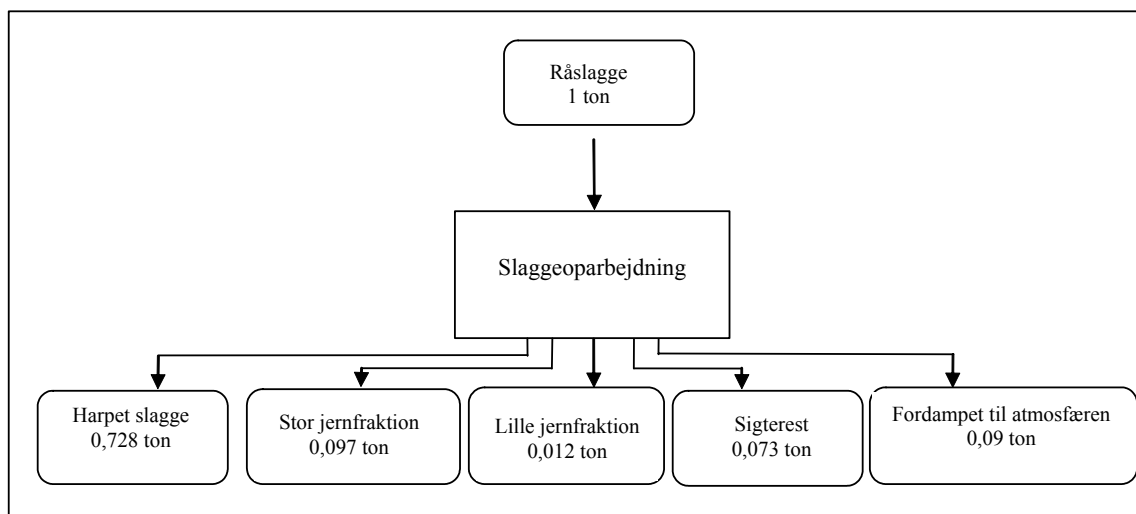 Råslagge
1 ton
Slaggeoparbejdning
Harpet slagge
0,728 ton
Stor jernfraktion
0,097 ton
Lille jernfraktion
0,012 ton
Sigterest
0,073 ton
Fordampet til atmosfæren
0,09 ton